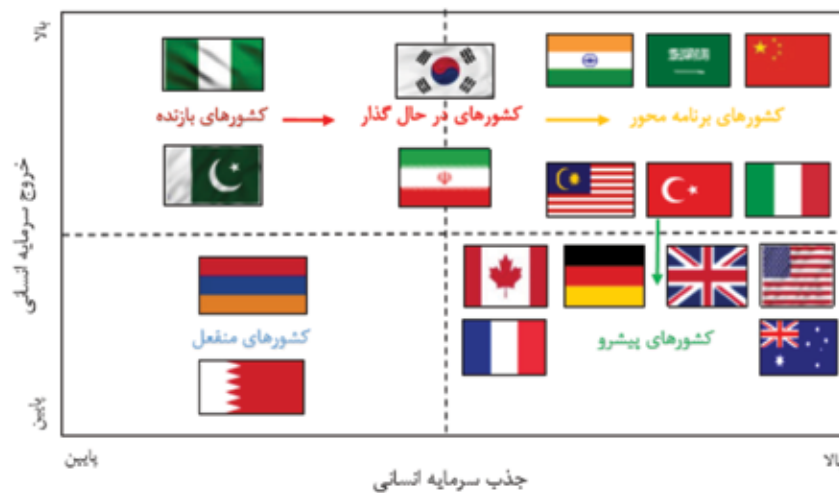 بالا
کشورهای بازنده
کشورهای در حال گذار
کشورهای برنامه محور
خروج سرمایه انسانی
کشورهای منفعل
کشورهای پیشرو
پایین
پایین
بالا
جذب سرمایه انسانی